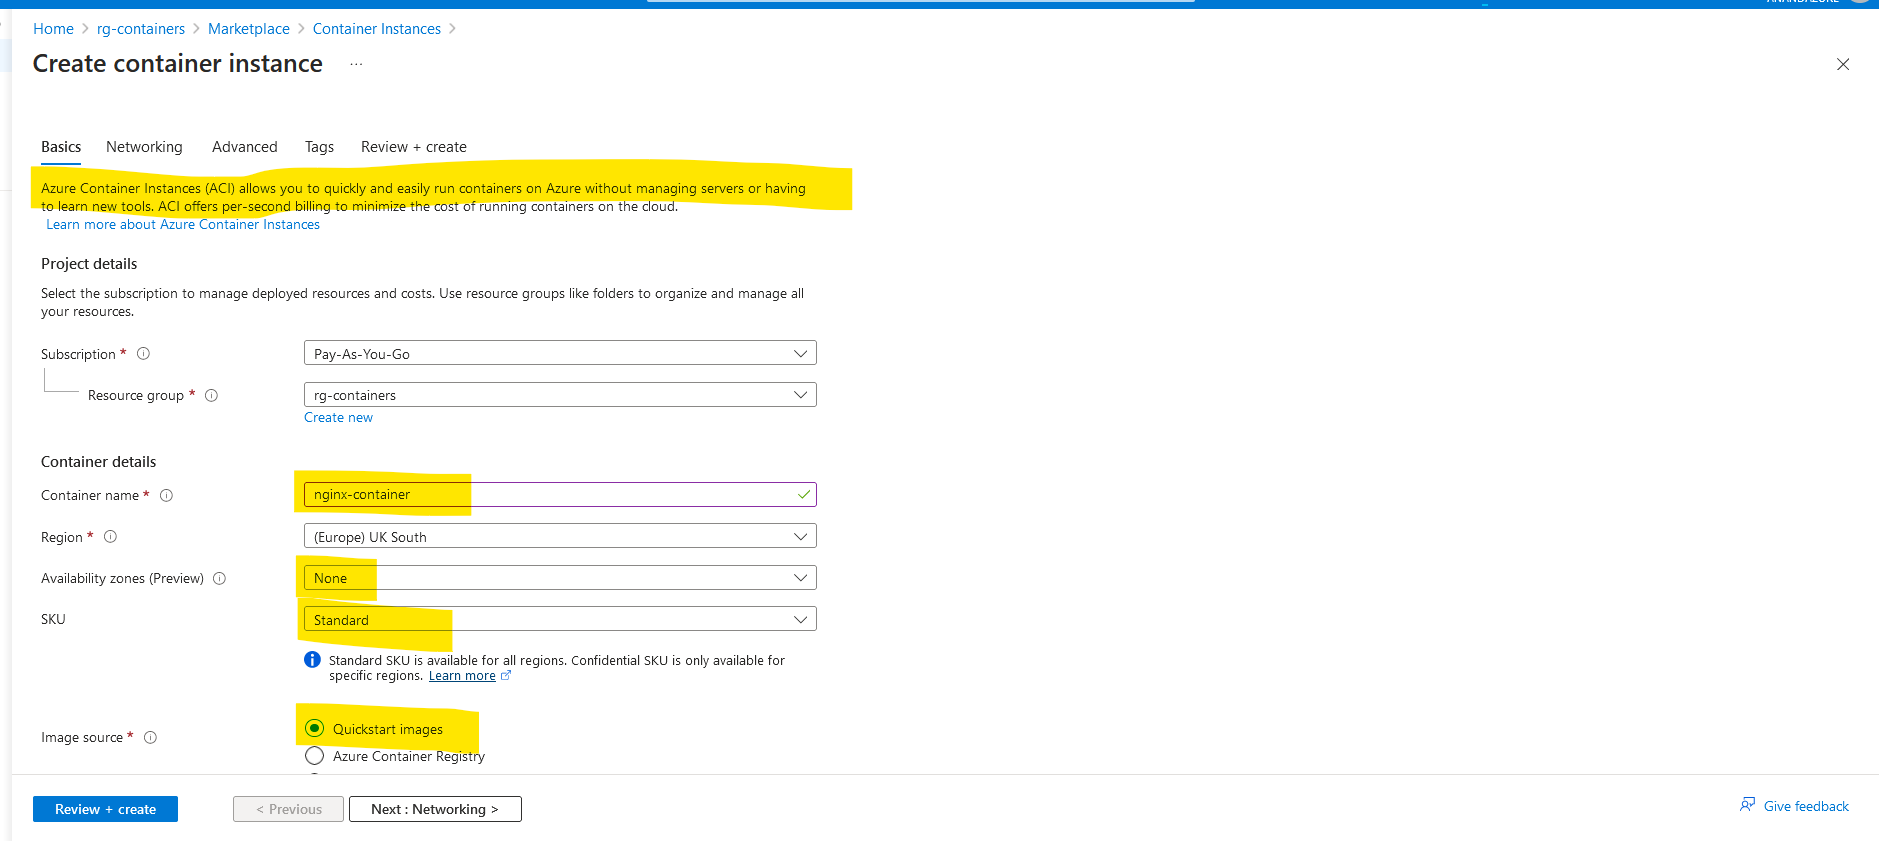 Home > rg-containers > Marketplace > Container Instances >
Create container instance ...
Basics Networking Advanced Tags Review + create
Azure Container Instances (ACI) allows you to quickly and easily run containers on Azure without managing servers or having
to learn new tools. ACI offers per-second billing to minimize the cost of running containers on the cloud.
Learn more about Azure Container Instances
Project details
Select the subscription to manage deployed resources and costs. Use resource groups like folders to organize and manage all
your resources.
Subscription * Pay-As-You-Go
Resource group * rg-containers
Create new
Container details
Container name * nginx-container
Region * (Europe) UK South
Availability zones (Preview) None
SKU Standard
Standard SKU is available for all regions. Confidential SKU is only available for
specific regions. Learn more
Image source * Quickstart images
Azure Container Registry
Review + create < Previous Next : Networking > Give feedback